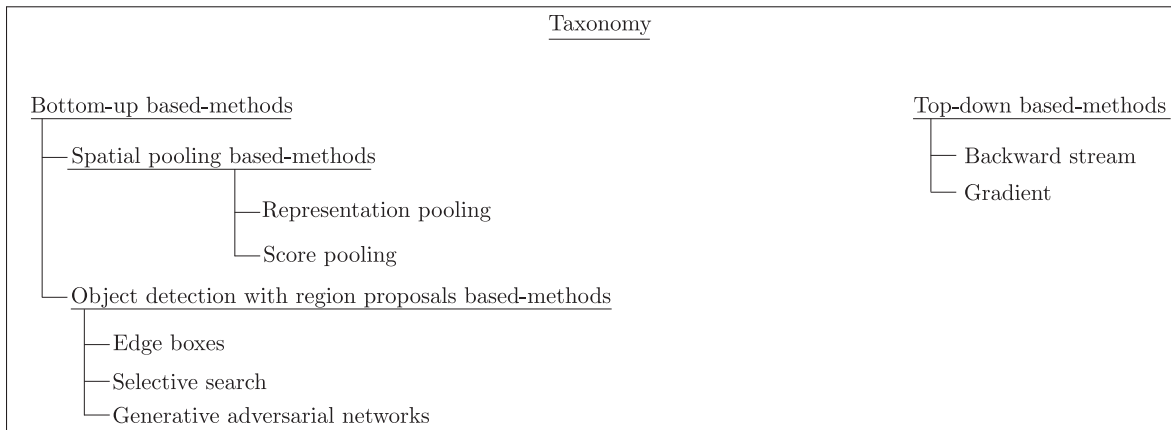 Taxonomy
Bottom-up based-methods
Spatial pooling based-methods
Representation pooling
Score pooling
Object detection with region proposals based-methods
Edge boxes
Selective search
Generative adversarial networks
Top-down based-methods
Backward stream
Gradient